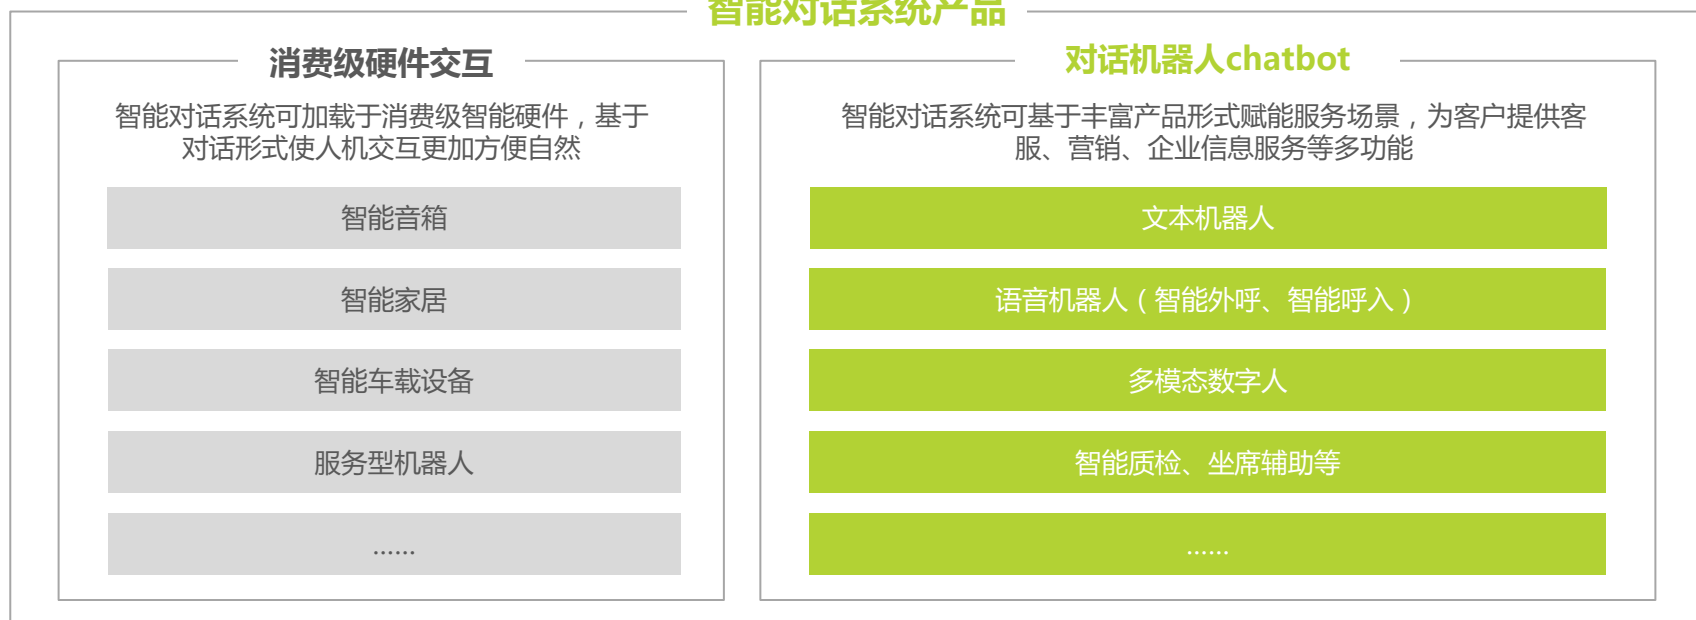 智能对话系统产品
消费级硬件交互
智能对话系统可加载于消费级智能硬件，基于
对话形式使人机交互更加方便自然
智能音箱
智能家居
智能车载设备
服务型机器人
……
对话机器人chatbot
智能对话系统可基于丰富产品形式赋能服务场景，为客户提供客
服、营销、企业信息服务等多功能
文本机器人
语音机器人（智能外呼、智能呼入）
多模态数字人
智能质检、坐席辅助等
……